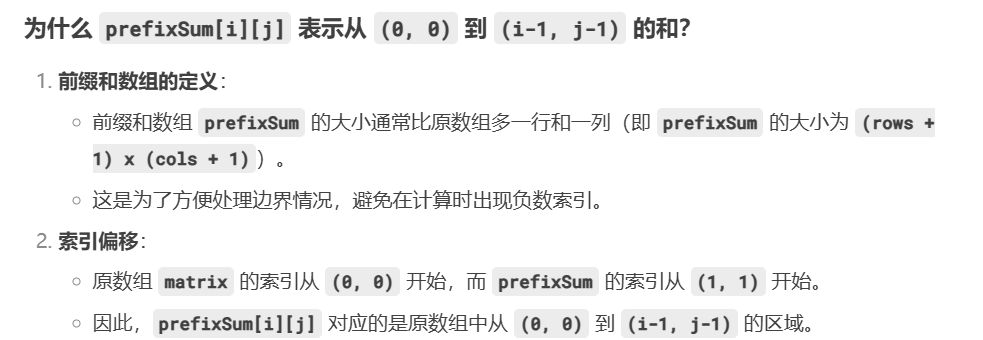 为什么 prefixSum[i][j] 表示从 (0, 0) 到 (i-1, j-1) 的和？
1. 前缀和数组的定义：
◦ 前缀和数组 prefixSum 的大小通常比原数组多一行和一列（即 prefixSum 的大小为 (rows +
1) x (cols + 1)）。
◦ 这是为了方便处理边界情况，避免在计算时出现负数索引。
2. 索引偏移：
◦ 原数组 matrix 的索引从 (0, 0) 开始，而 prefixSum 的索引从 (1, 1) 开始。
◦ 因此，prefixSum[i][j] 对应的是原数组中从 (0, 0) 到 (i-1, j-1) 的区域。